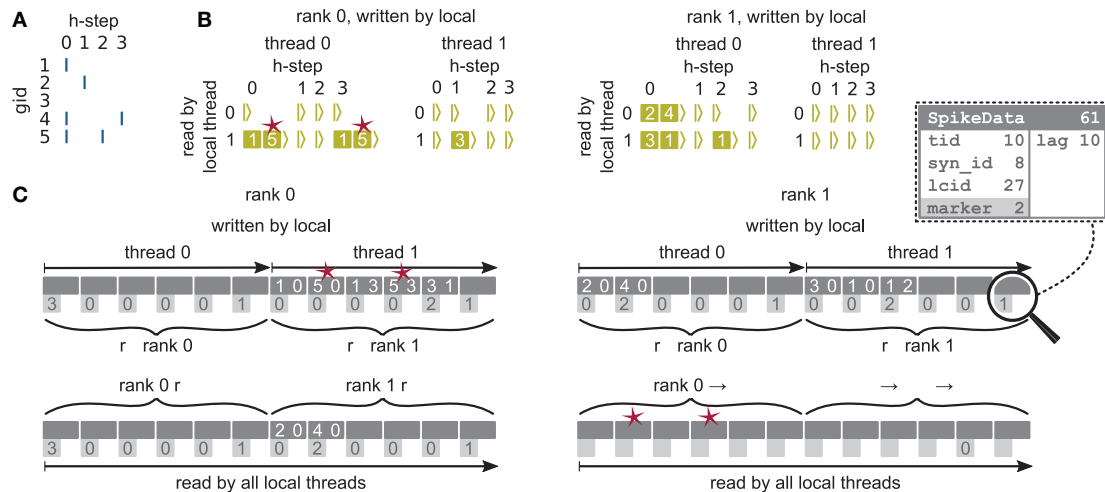 A
h-step
0 1 2 3
gid
1
2
3
4
5
B
rank 0, written by local
thread 0 thread 1
h-step h-step
0 1 2 3 0 1 2 3
read by
local thread
0
1 1 5 1 5 3
rank 1, written by local
thread 0 thread 1
h-step h-step
0 1 2 3 0 1 2 3
read by
local thread
0 2 4
1 3 1 1
SpikeData 61
tid 10 lag 10
syn_id 8
lcid 27
marker 2
C
rank 0
written by local
thread 0 thread 1
1 0 5 0 1 3 5 3 3 1
3 0 0 0 0 1 0 0 0 0 2 1
r rank 0 r rank 1
rank 1
written by local
thread 0 thread 1
2 0 4 0 3 0 1 0 1 2
0 2 0 0 0 1 0 0 2 0 0 1
r rank 0 r rank 1
rank 0 r rank 1 r
2 0 4 0
3 0 0 0 0 1 0 2 0 0 0 1
read by all local threads
rank 0 → → →
0
read by all local threads